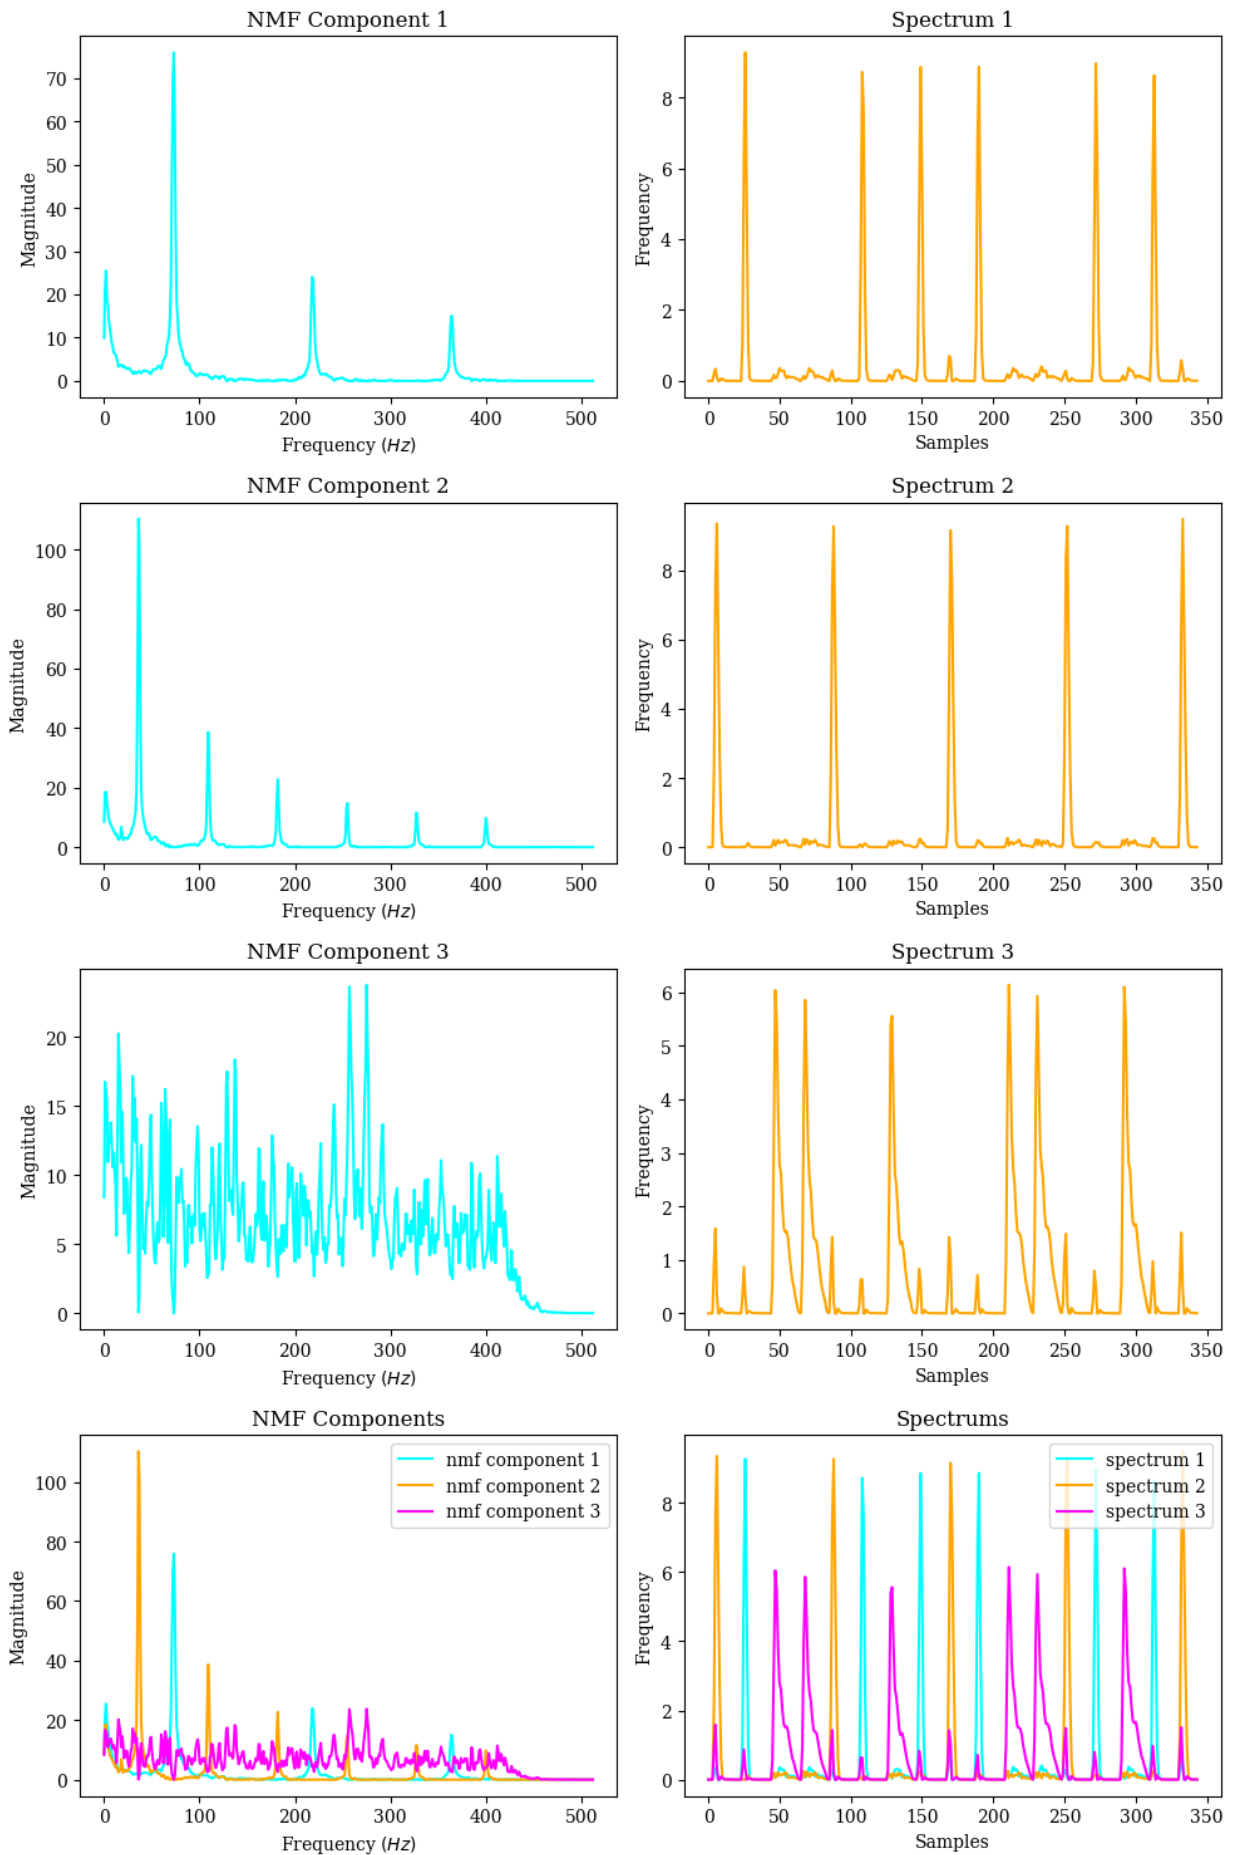 NMF Component 1
Magnitude
70
60
50
40
30
20
10
0
0 100 200 300 400 500
Frequency (Hz)
Spectrum 1
Frequency
8
6
4
2
0
0 50 100 150 200 250 300 350
Samples
NMF Component 2
Magnitude
100
80
60
40
20
0
0 100 200 300 400 500
Frequency (Hz)
Spectrum 2
Frequency
8
6
4
2
0
0 50 100 150 200 250 300 350
Samples
NMF Component 3
Magnitude
20
15
10
5
0
0 100 200 300 400 500
Frequency (Hz)
Spectrum 3
Frequency
6
5
4
3
2
1
0
0 50 100 150 200 250 300 350
Samples
NMF Components
nmf component 1
nmf component 2
nmf component 3
Magnitude
100
80
60
40
20
0
0 100 200 300 400 500
Frequency (Hz)
Spectrums
spectrum 1
spectrum 2
spectrum 3
Frequency
8
6
4
2
0
0 50 100 150 200 250 300 350
Samples